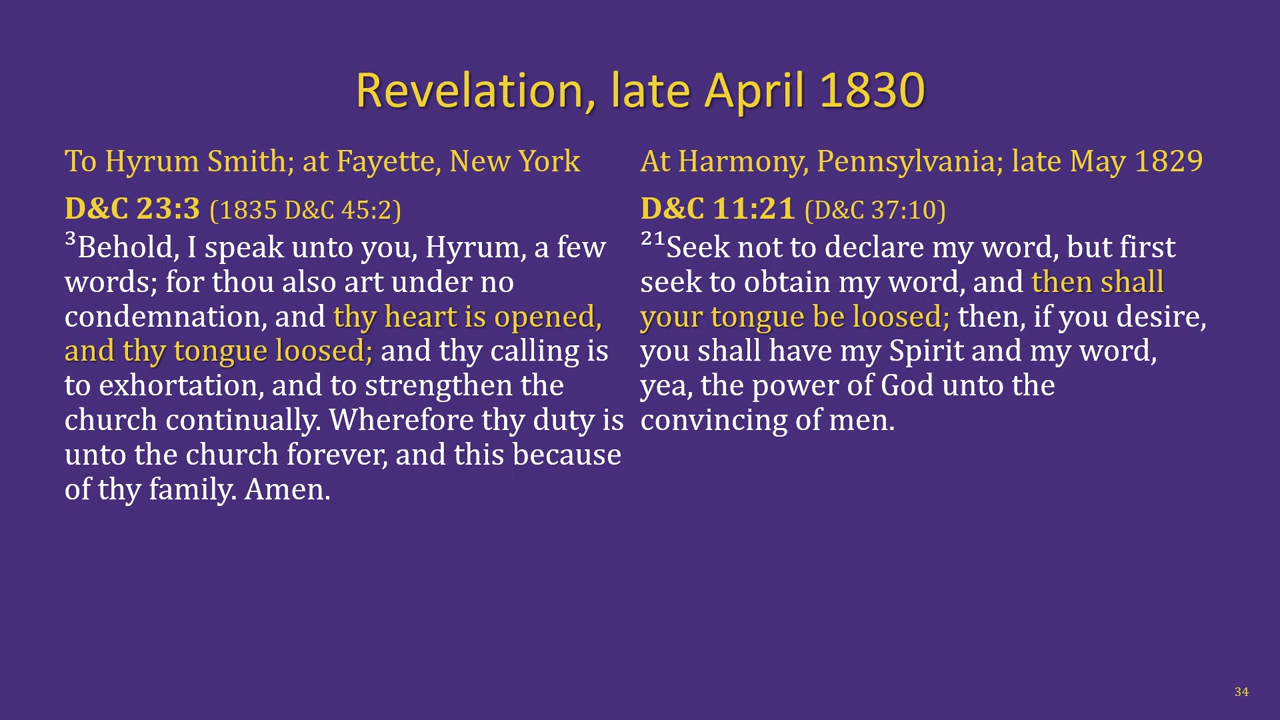 Revelation, late April 1830
To Hyrum Smith; at Fayette, New York
D&C 23:3 (1835 D&C 45:2)
³Behold, I speak unto you, Hyrum, a few
words; for thou also art under no
condemnation, and thy heart is opened,
and thy tongue loosed; and thy calling is
to exhortation, and to strengthen the
church continually. Wherefore thy duty is
unto the church forever, and this because
of thy family. Amen.
At Harmony, Pennsylvania; late May 1829
D&C 11:21 (D&C 37:10)
²¹Seek not to declare my word, but first
seek to obtain my word, and then shall
your tongue be loosed; then, if you desire,
you shall have my Spirit and my word,
yea, the power of God unto the
convincing of men.
34